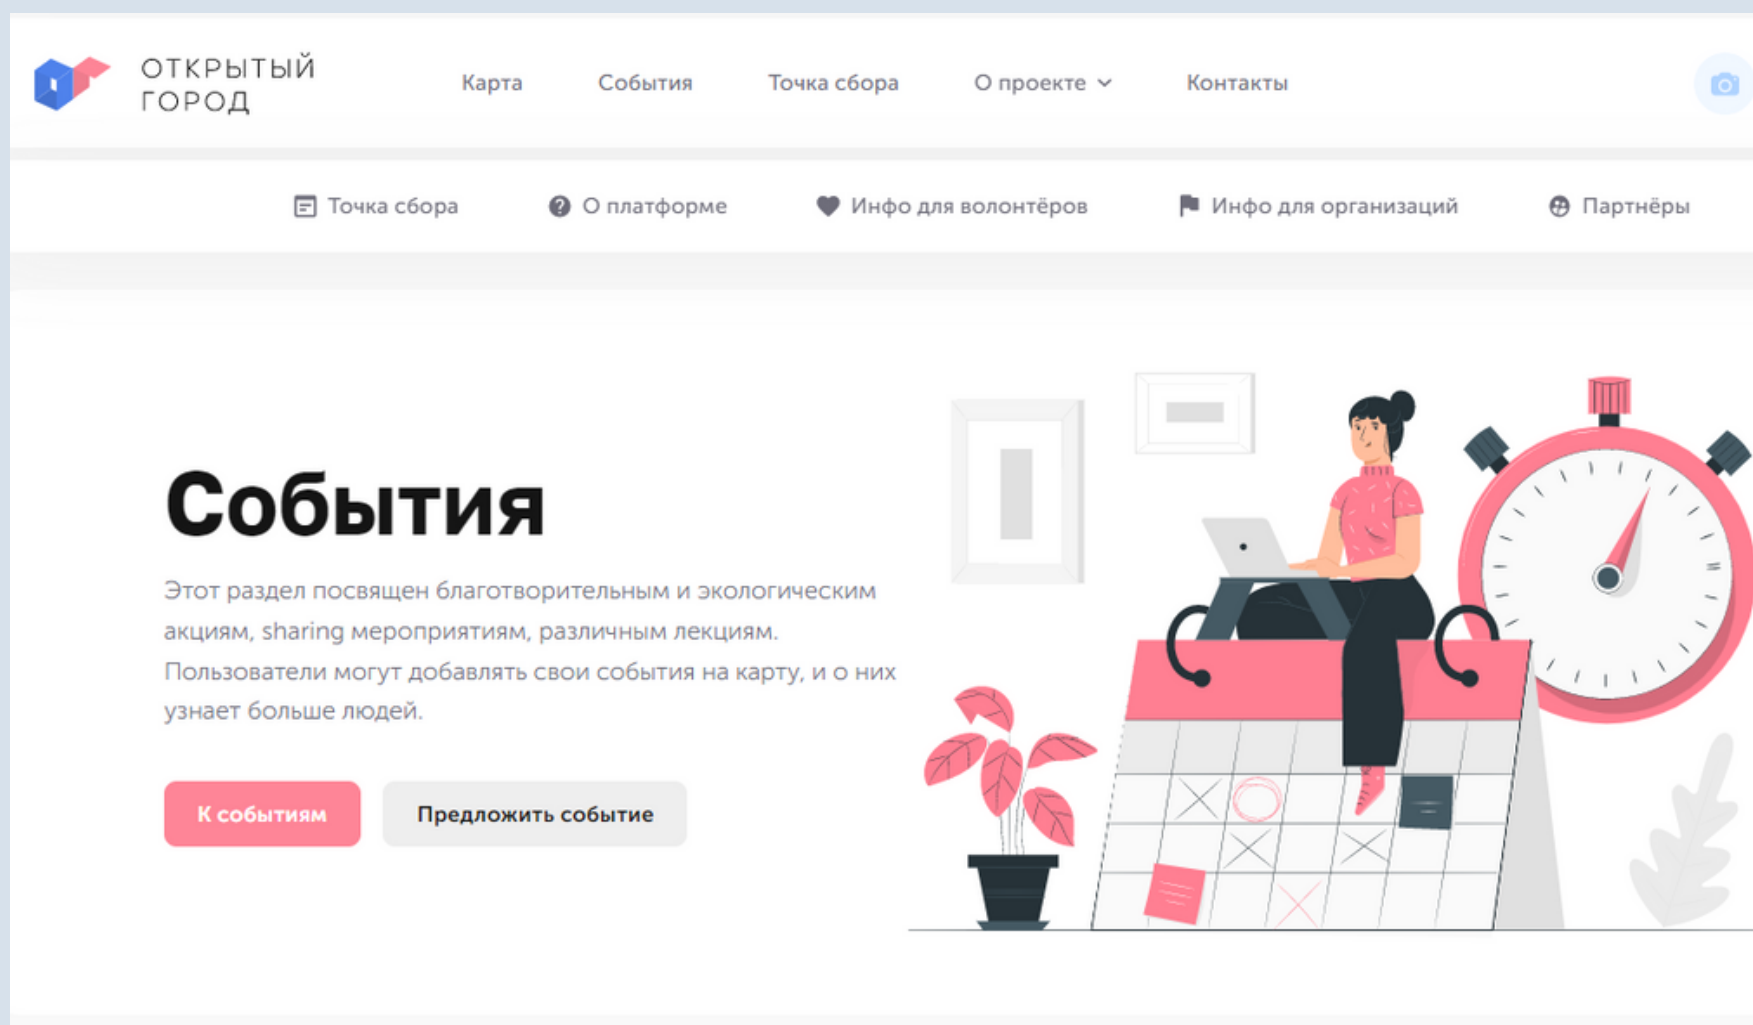 ОТКРЫТЫЙ
ГОРОД
Карта События Точка сбора О проекте Контакты
Точка сбора О платформе Инфо для волонтёров Инфо для организаций Партнёры
События
Этот раздел посвящен благотворительным и экологическим
акциям, sharing мероприятиям, различным лекциям.
Пользователи могут добавлять свои события на карту, и о них
узнает больше людей.
К событиям Предложить событие